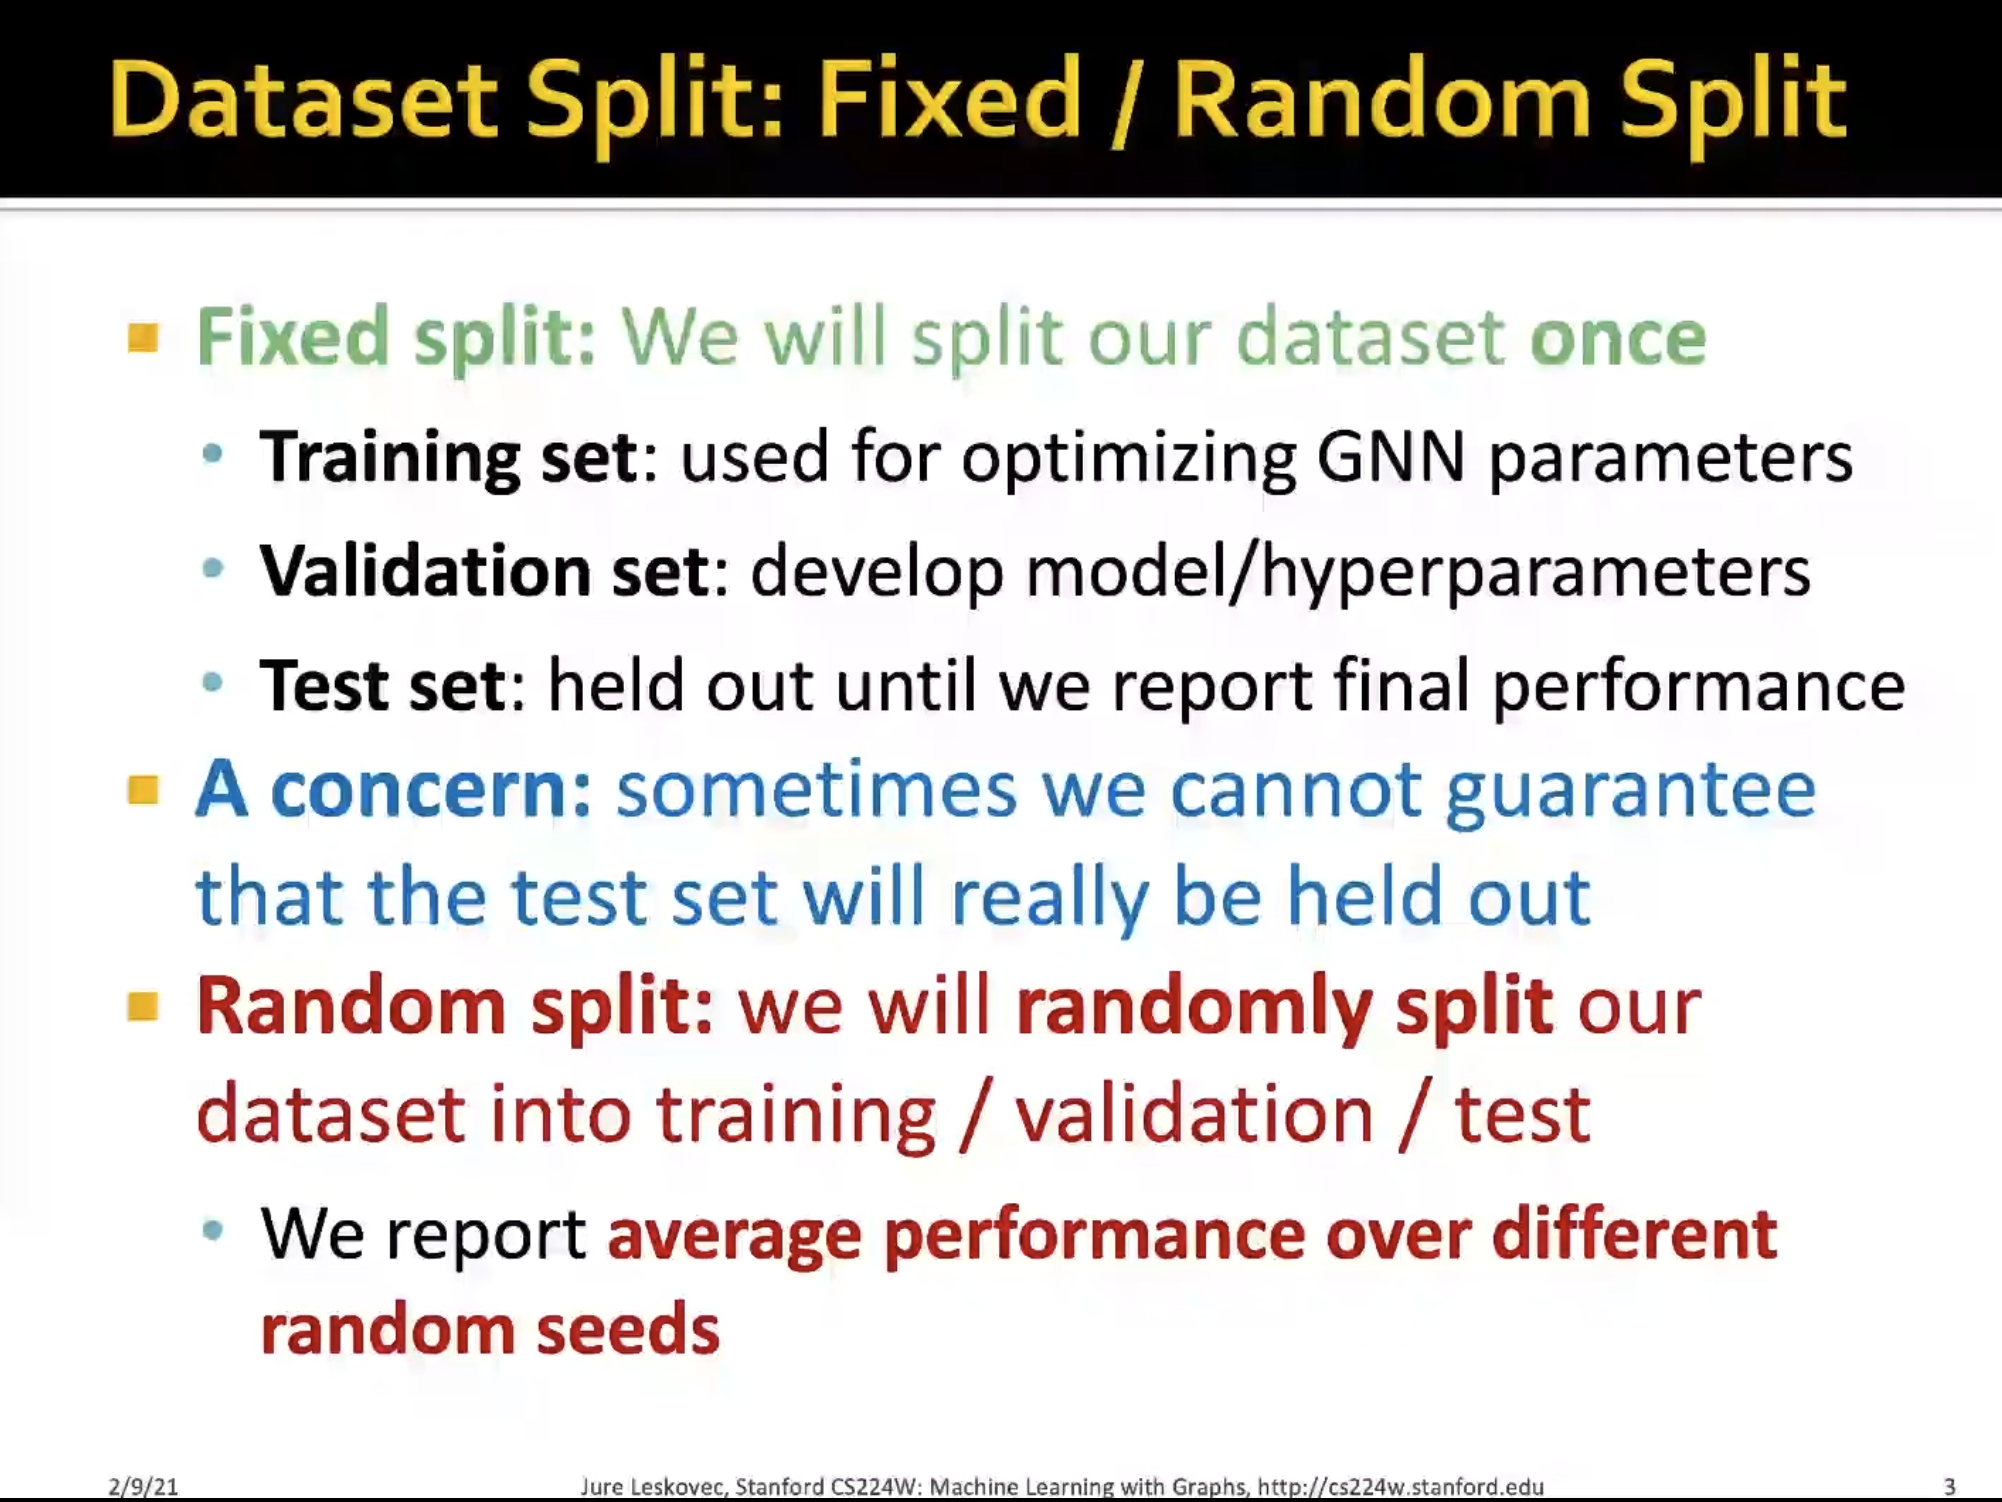 Dataset Split: Fixed / Random Split
Fixed split: We will split our dataset once
Training set: used for optimizing GNN parameters
Validation set: develop model/hyperparameters
Test set: held out until we report final performance
A concern: sometimes we cannot guarantee
that the test set will really be held out
Random split: we will randomly split our
dataset into training / validation / test
We report average performance over different
random seeds
2/9/21
Jure Leskovec, Stanford CS224W: Machine Learning with Graphs, http://cs224w.stanford.edu
3